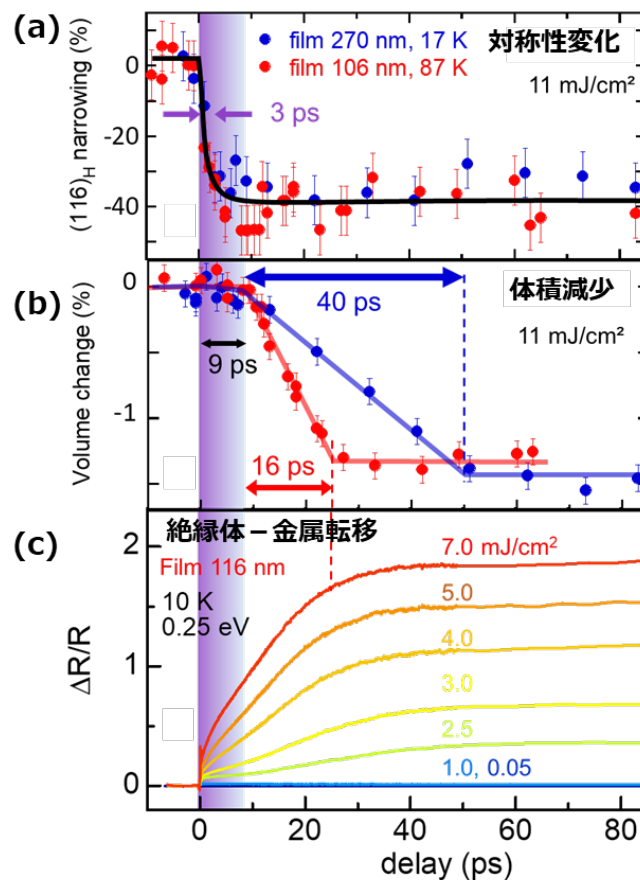 (a)
(116)H narrowing (%)
0
-20
-40
-60
film 270 nm, 17 K
film 106 nm, 87 K
対称性変化
11 mJ/cm²
3 ps
(b)
Volume change (%)
0
-1
40 ps
体積減少
11 mJ/cm²
9 ps
16 ps
(c)
絶縁体－金属転移
ΔR/R
2
1
0
Film 116 nm
10 K
0.25 eV
7.0 mJ/cm²
5.0
4.0
3.0
2.5
1.0, 0.05
0
20
40
60
80
delay (ps)